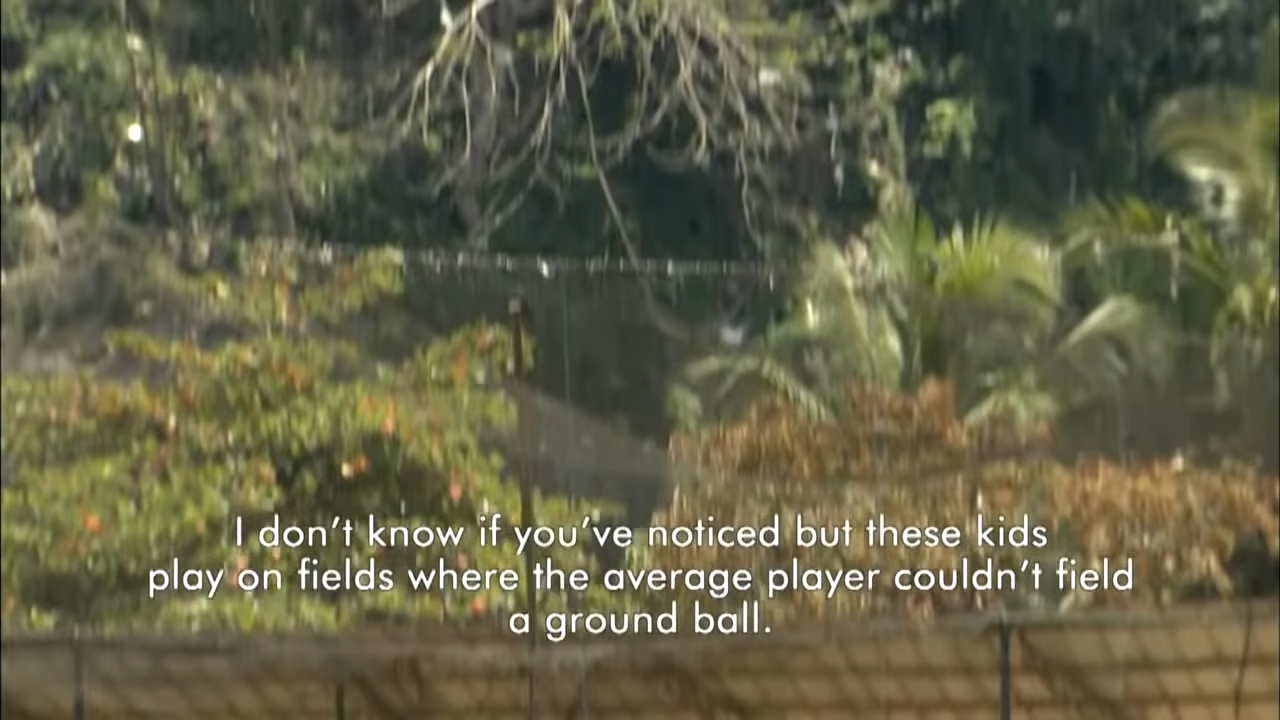 I don't know if you've noticed but these kids
play on fields where the average player couldn't field
a ground ball.